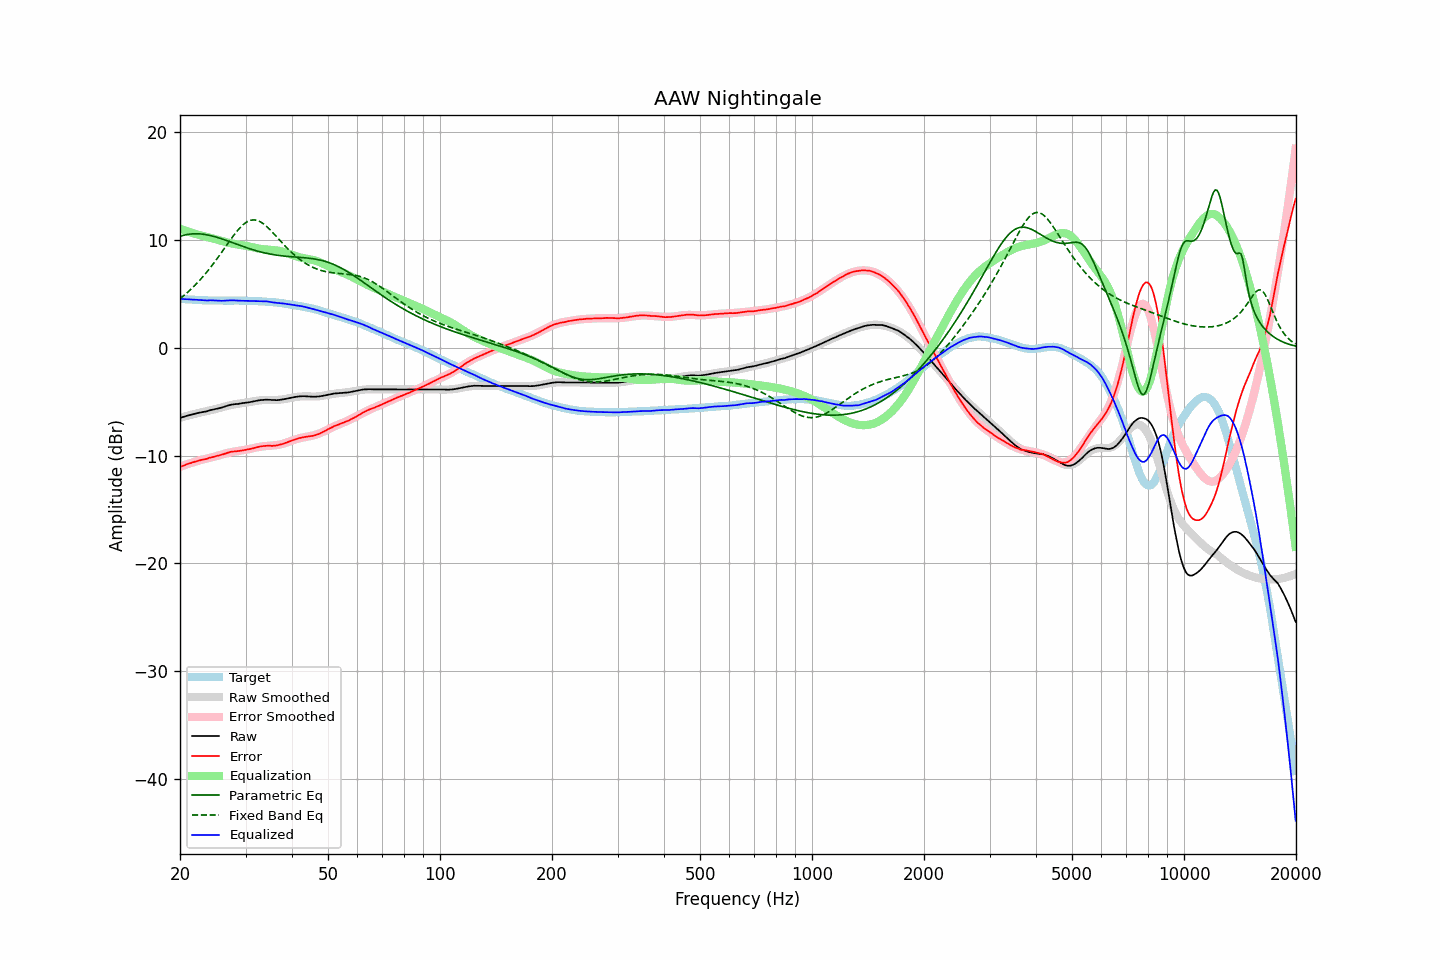 AAW Nightingale
Amplitude (dBr)
20
10
0
−10
−20
−30
−40
Target
Raw Smoothed
Error Smoothed
Raw
Error
Equalization
Parametric Eq
Fixed Band Eq
Equalized
20 50 100 200 500 1000 2000 5000 10000 20000
Frequency (Hz)